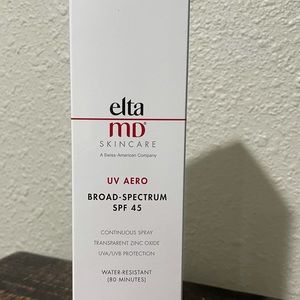 elta
MD®
SKINCARE
A Swiss-American Company
UV AERO
BROAD-SPECTRUM
SPF 45
CONTINUOUS SPRAY
TRANSPARENT ZINC OXIDE
UVA/UVB PROTECTION
WATER-RESISTANT
(80 MINUTES)